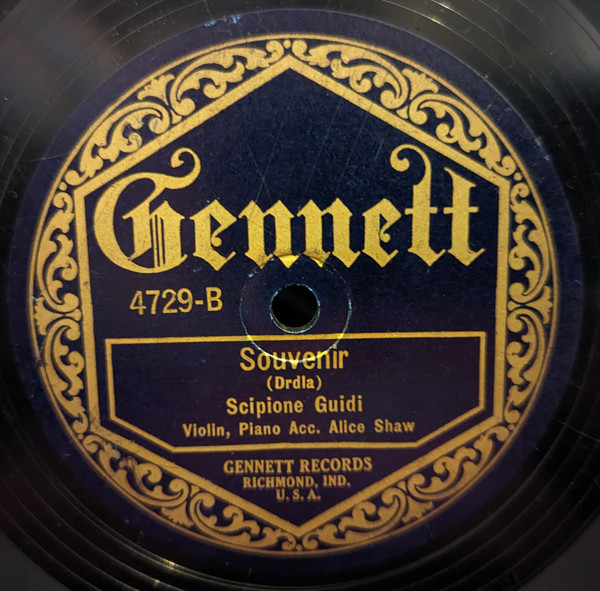 Gennett
4729-B
Souvenir
(Drdla)
Scipione Guidi
Violin, Piano Acc. Alice Shaw
GENNETT RECORDS
RICHMOND, IND.
U. S. A.